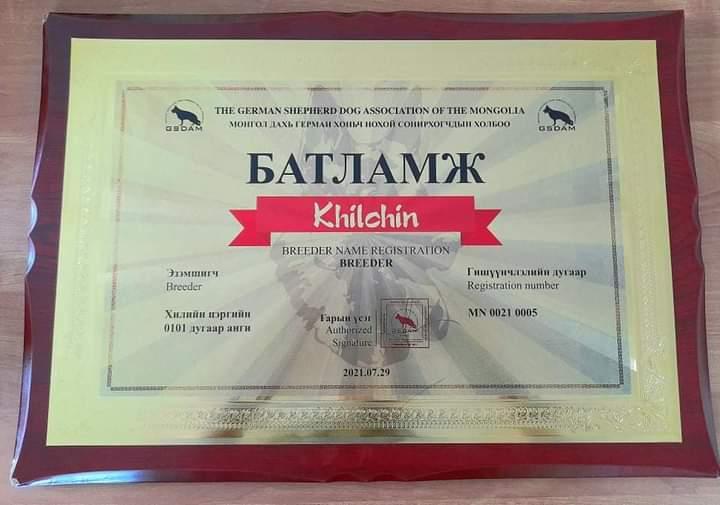 THE GERMAN SHEPHERD DOG ASSOCIATION OF THE MONGOLIA
МОНГОЛ ДАХЬ ГЕРМАН ХОНЬЧ НОХОЙ СОНИРХОГЧДЫН ХОЛБОО
GSDAM
GSDAM
БАТЛАМЖ
Khilchin
BREEDER NAME REGISTRATION
BREEDER
Эзэмшигч
Breeder
Хилийн цэргийн
0101 дугаар анги
Гарын үсэг
Authorized
Signature
GSDAM
Гишүүнчлэлийн дугаар
Registration number
MN 0021 0005
2021.07.29